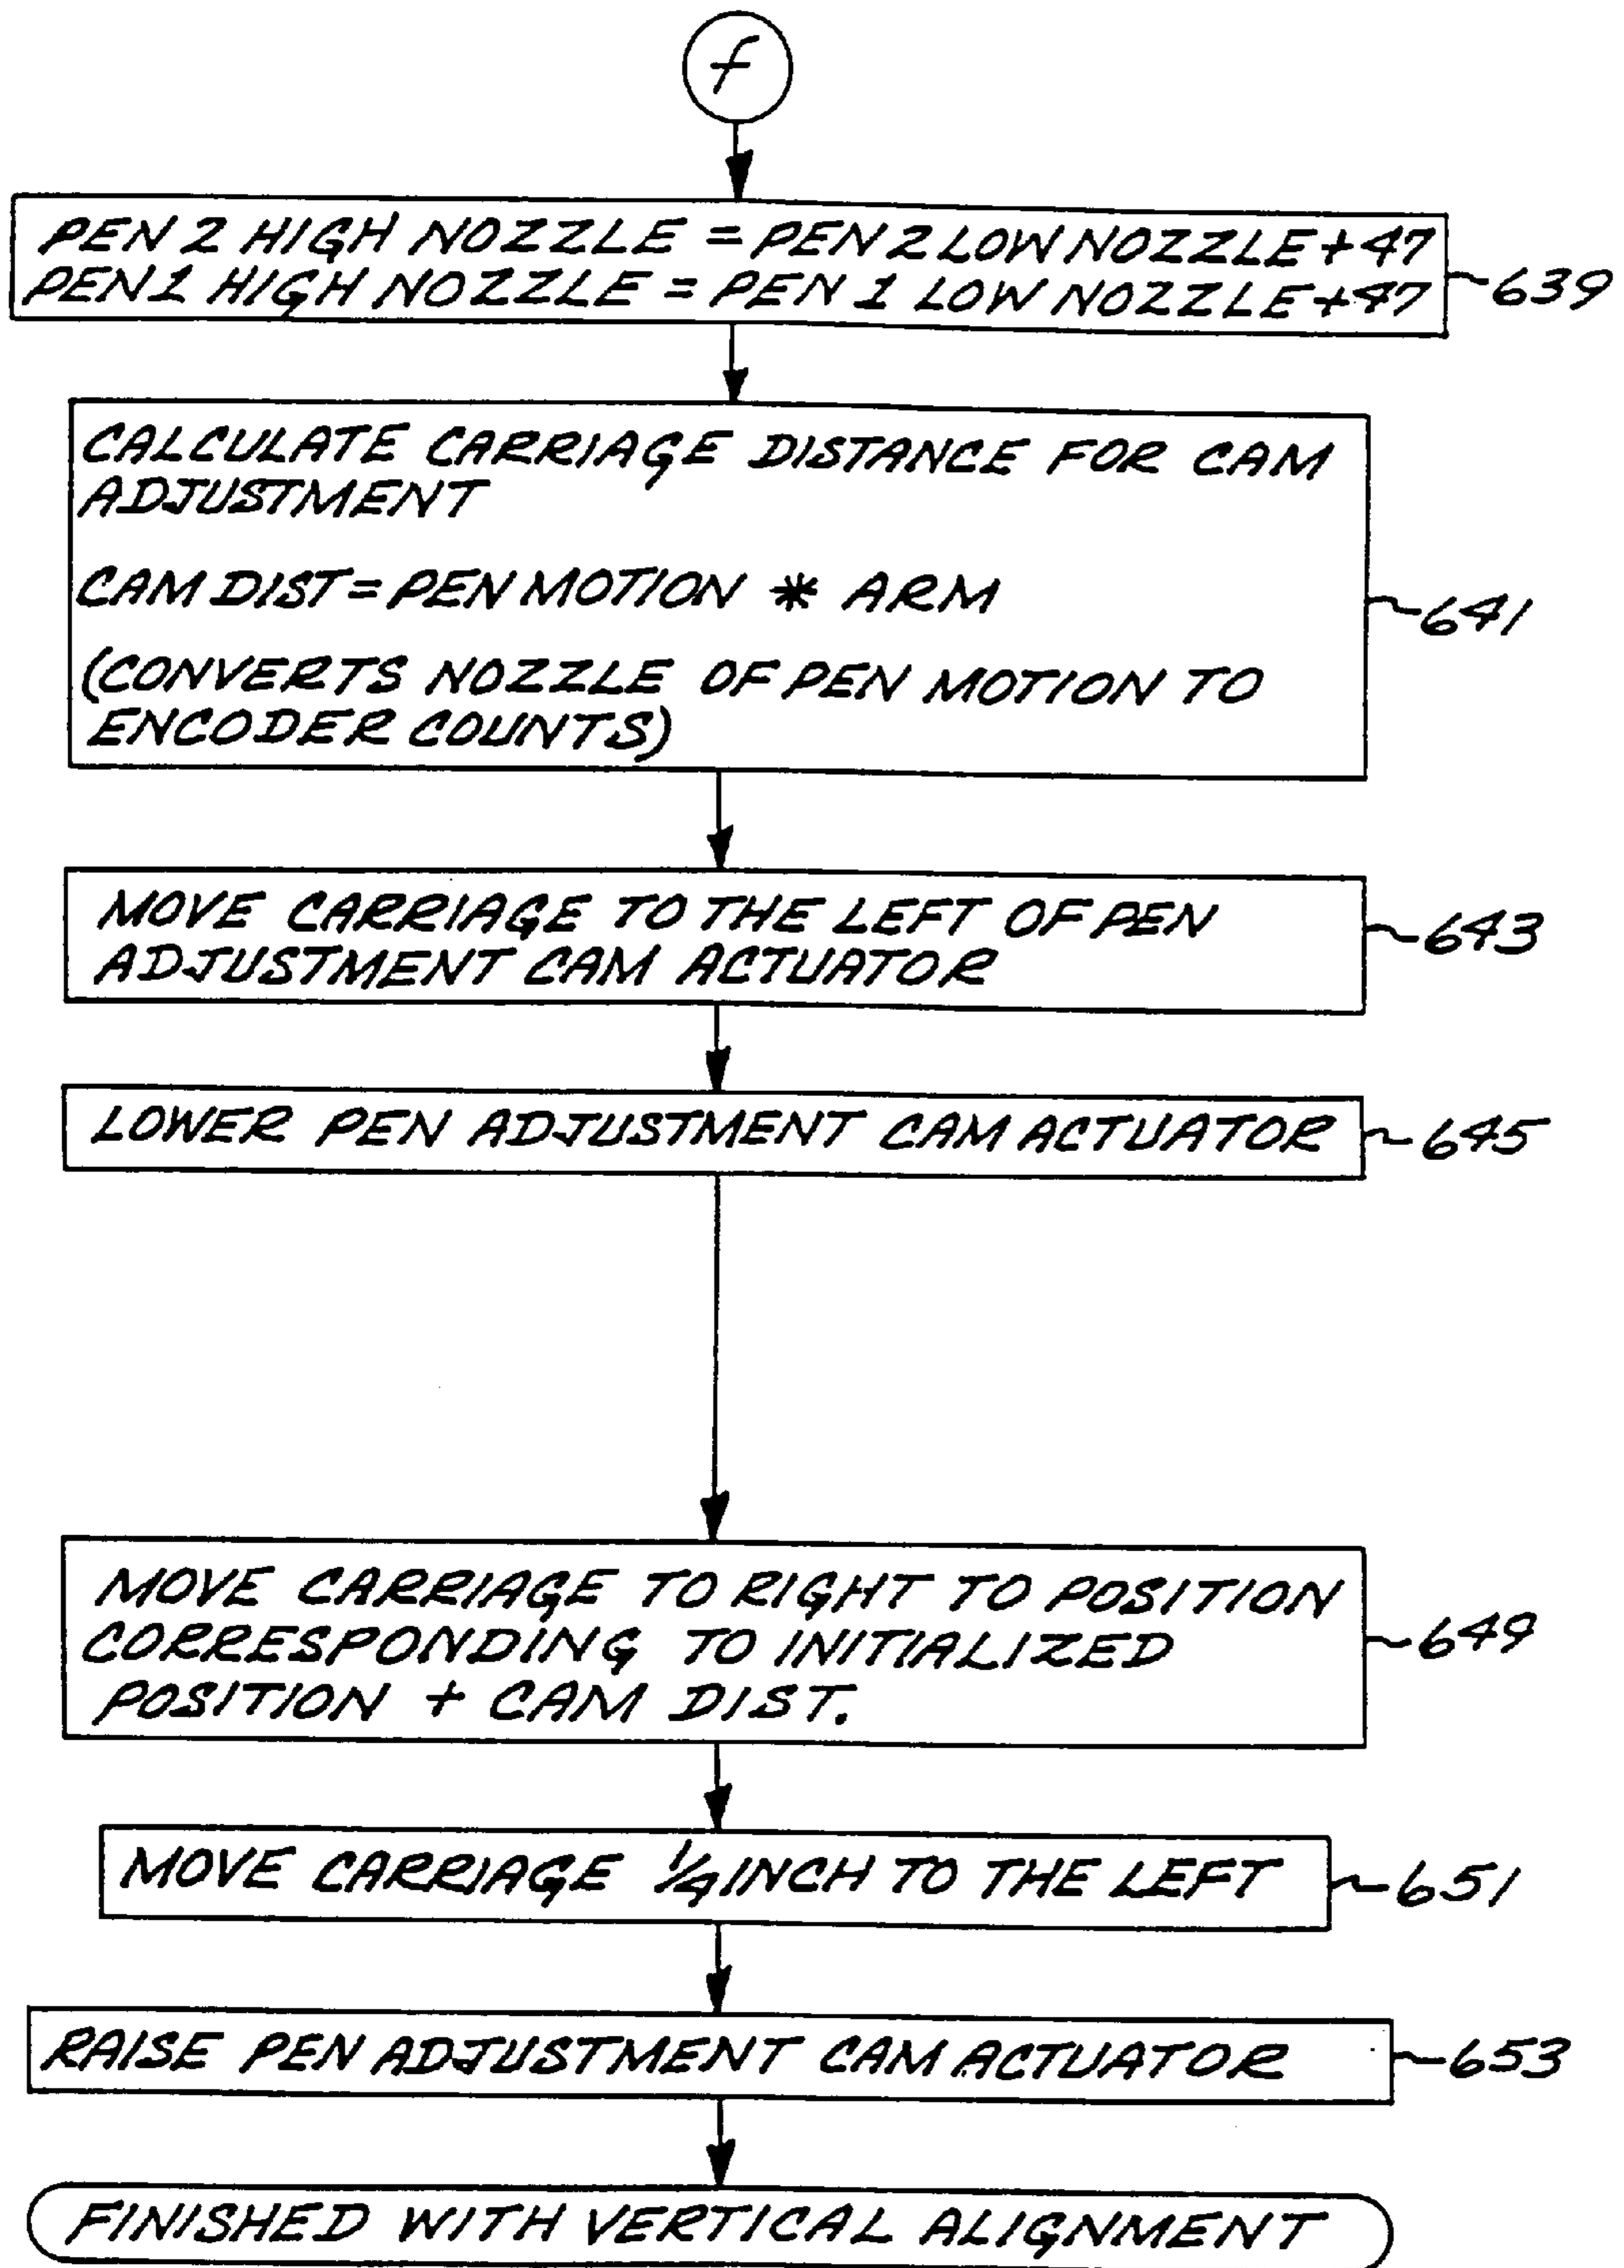 f
PEN 2 HIGH NOZZLE = PEN 2 LOW NOZZLE + 47
PEN 1 HIGH NOZZLE = PEN 1 LOW NOZZLE + 47
639
CALCULATE CARRIAGE DISTANCE FOR CAM
ADJUSTMENT
CAM DIST = PEN MOTION * ARM
(CONVERTS NOZZLE OF PEN MOTION TO
ENCODER COUNTS)
641
MOVE CARRIAGE TO THE LEFT OF PEN
ADJUSTMENT CAM ACTUATOR
643
LOWER PEN ADJUSTMENT CAM ACTUATOR
645
MOVE CARRIAGE TO RIGHT TO POSITION
CORRESPONDING TO INITIALIZED
POSITION + CAM DIST.
649
MOVE CARRIAGE 1/4 INCH TO THE LEFT
651
RAISE PEN ADJUSTMENT CAM ACTUATOR
653
FINISHED WITH VERTICAL ALIGNMENT